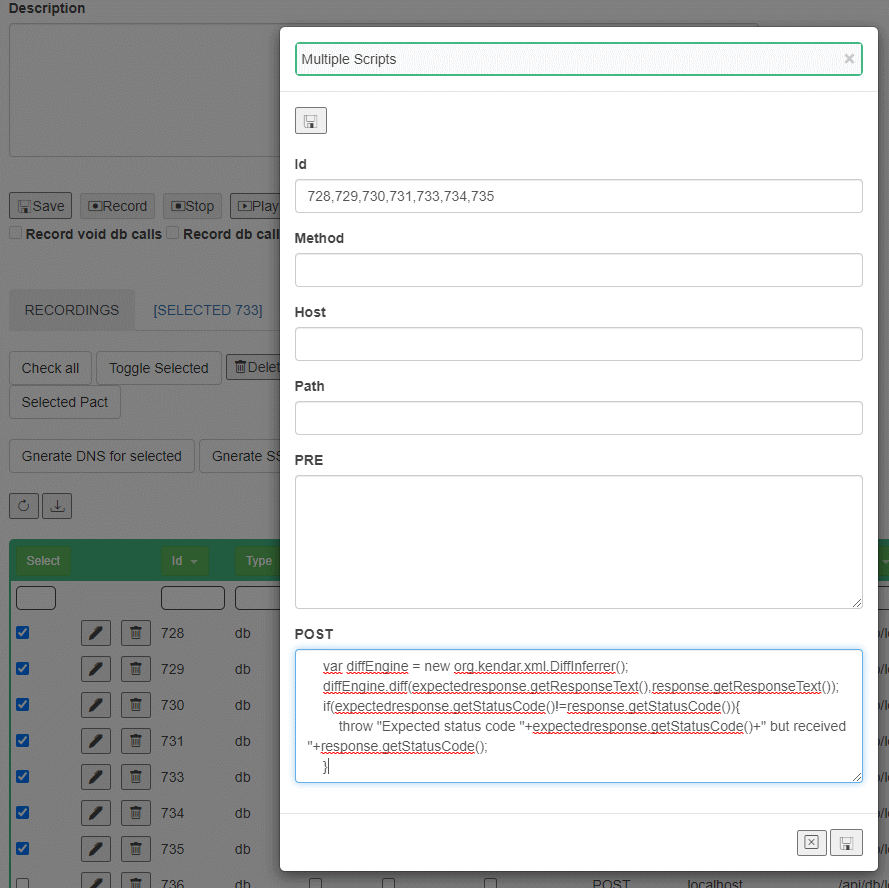 Description
Save
Record
Stop
Play
Record void db calls
Record db call
RECORDINGS
[SELECTED 733]
Check all
Toggle Selected
Delet
Selected Pact
Gnerate DNS for selected
Gnerate SS
Select
Id
Type
728
db
729
db
730
db
731
db
733
db
734
db
735
db
736
db
POST
localhost
/api/db/l
Multiple Scripts
×
Id
728,729,730,731,733,734,735
Method
Host
Path
PRE
POST
var diffEngine = new org.kendar.xml.DiffInferrer();
diffEngine.diff(expectedresponse.getResponseText(),response.getResponseText());
if(expectedresponse.getStatusCode()!=response.getStatusCode()){
throw "Expected status code "+expectedresponse.getStatusCode()+" but received
"+response.getStatusCode();
}